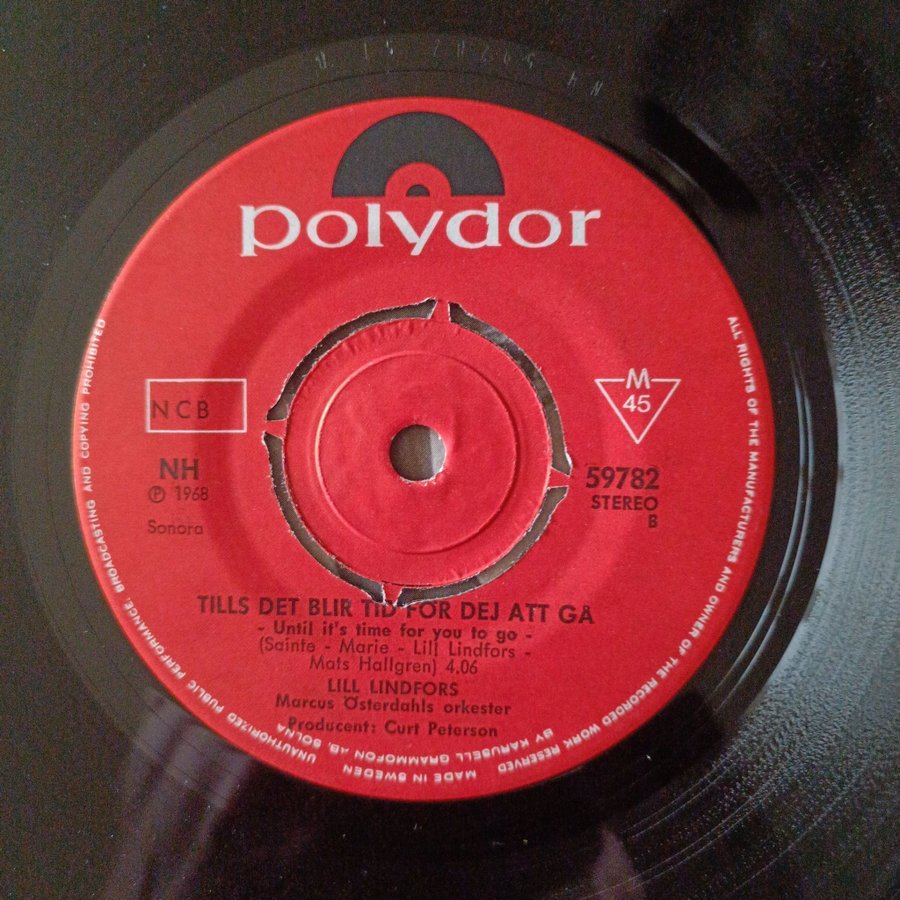 polydor
NCB
NH
℗ 1968
Sonora
M
45
59782
STEREO
B
TILLS DET BLIR TID FÖR DEJ ATT GÅ
- Until it's time for you to go -
(Sainte - Marie - Lill Lindfors -
Mats Hallgren) 4.06
LILL LINDFORS
Marcus Österdahls orkester
Producent: Curt Peterson
ALL RIGHTS OF THE MANUFACTURERS AND OWNER OF THE RECORDED WORK RESERVED
UNAUTHORIZED PUBLIC PERFORMANCE, BROADCASTING AND COPYING PROHIBITED
MADE IN SWEDEN BY KARUSELL GRAMMOFON AB, SOLNA